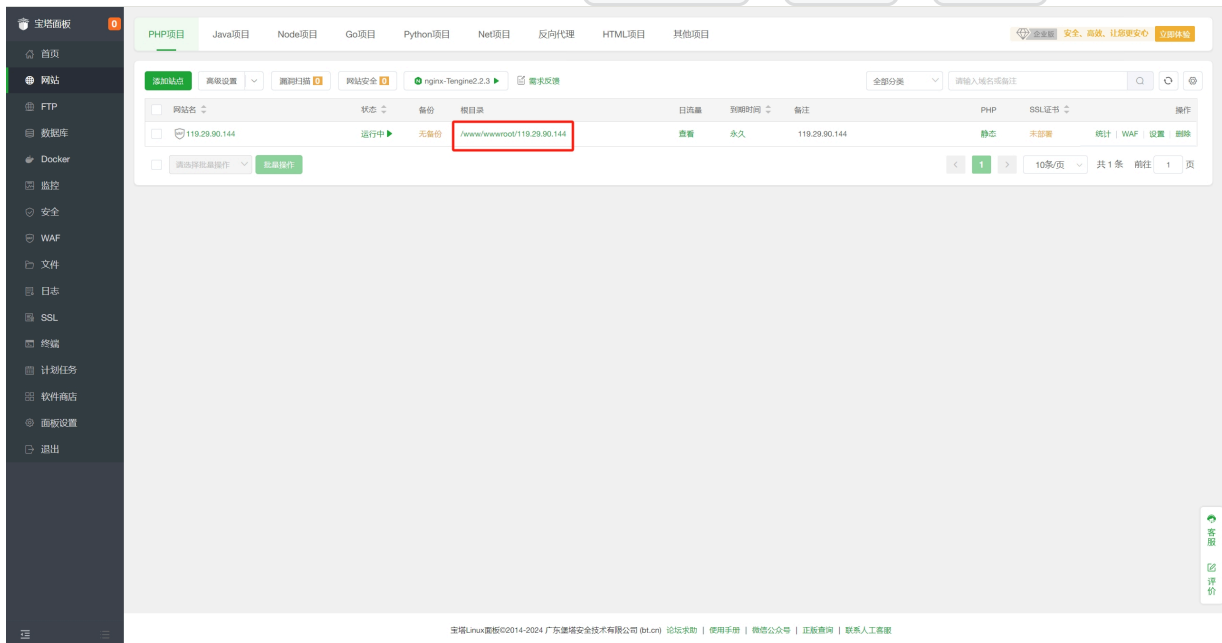 宝塔面板 0
首页
网站
FTP
数据库
Docker
监控
安全
WAF
文件
日志
SSL
终端
计划任务
软件商店
面板设置
退出
PHP项目 Java项目 Node项目 Go项目 Python项目 Net项目 反向代理 HTML项目 其他项目 企业版 安全、高效、让您更安心 立即体验
添加站点 高级设置 漏洞扫描 0 网站安全 0 nginx-Tengine2.2.3 需求反馈 全部分类 请输入域名或备注
网站名 状态 备份 根目录 日流量 到期时间 备注 PHP SSL证书 操作
119.29.90.144 运行中 无备份 /www/wwwroot/119.29.90.144 查看 永久 119.29.90.144 静态 未部署 统计 | WAF | 设置 | 删除
请选择批量操作 批量操作 < 1 > 10条/页 共 1 条 前往 1 页
客服
评价
宝塔Linux面板©2014-2024 广东堡塔安全技术有限公司 (bt.cn) 论坛求助 | 使用手册 | 微信公众号 | 正版查询 | 联系人工客服